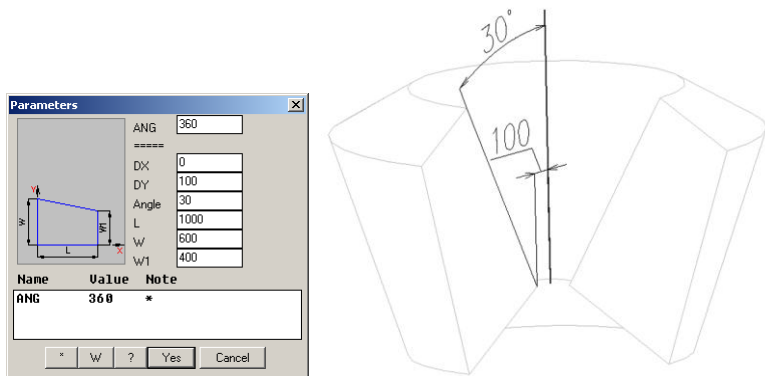 Parameters
ANG 360
=====
DX 0
DY 100
Angle 30
L 1000
W 600
W1 400
Y
W
W1
L
X
Name Value Note
ANG 360 *
* W ? Yes Cancel
30°
100